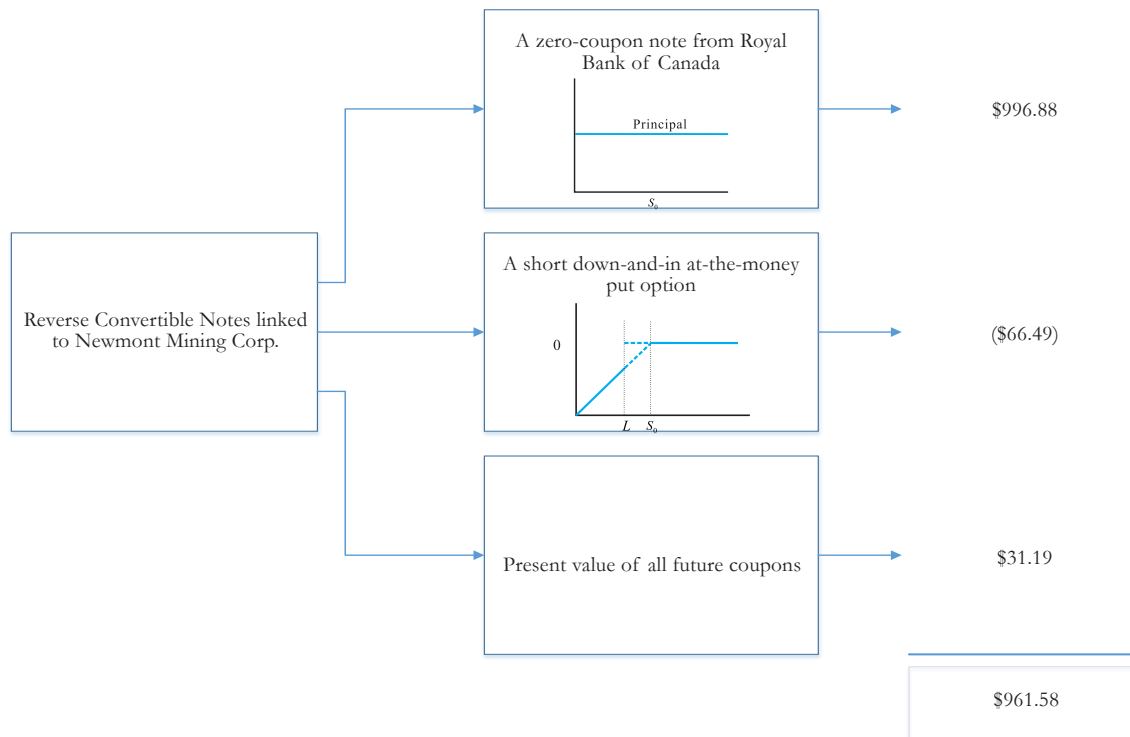 A zero-coupon note from Royal
Bank of Canada
Principal
S₀
$996.88
Reverse Convertible Notes linked
to Newmont Mining Corp.
A short down-and-in at-the-money
put option
0
L S₀
($66.49)
Present value of all future coupons
$31.19
$961.58